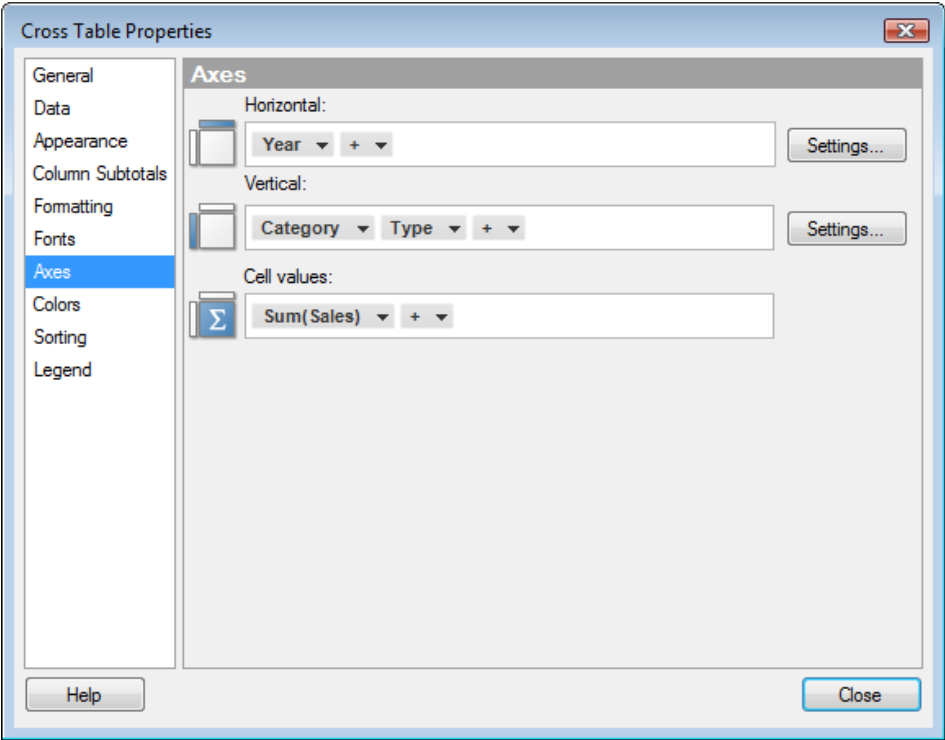 Cross Table Properties
General
Data
Appearance
Column Subtotals
Formatting
Fonts
Axes
Colors
Sorting
Legend
Axes
Horizontal:
Year +
Settings...
Vertical:
Category Type +
Settings...
Cell values:
Σ
Sum(Sales) +
Help
Close